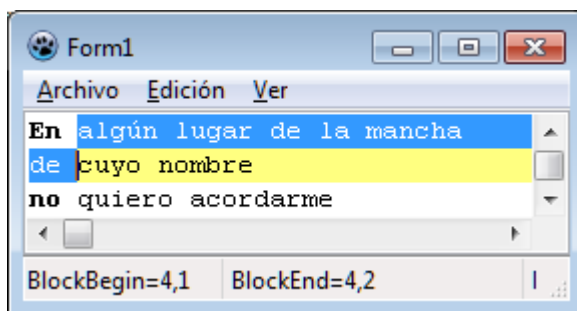 Form1
Archivo Edición Ver
En algún lugar de la mancha
de cuyo nombre
no quiero acordarme
BlockBegin=4,1 BlockEnd=4,2 I